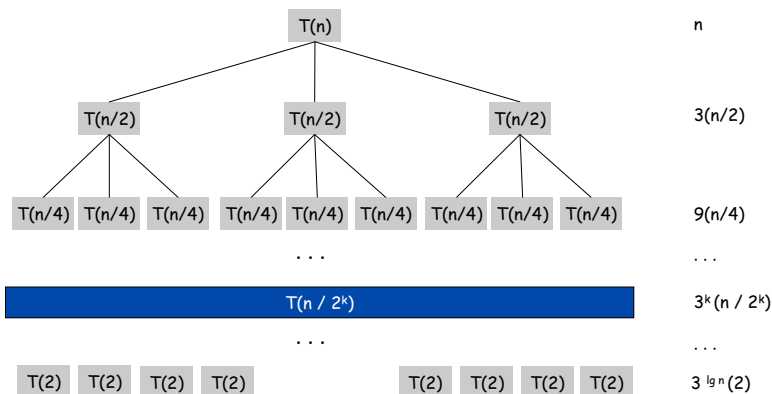 T(n) n
T(n/2) T(n/2) T(n/2) 3(n/2)
T(n/4) T(n/4) T(n/4) T(n/4) T(n/4) T(n/4) T(n/4) T(n/4) T(n/4) 9(n/4)
. . . . . .
T(n / 2ᵏ) 3ᵏ (n / 2ᵏ)
. . . . . .
T(2) T(2) T(2) T(2) T(2) T(2) T(2) T(2) 3 ˡᵍ ⁿ (2)